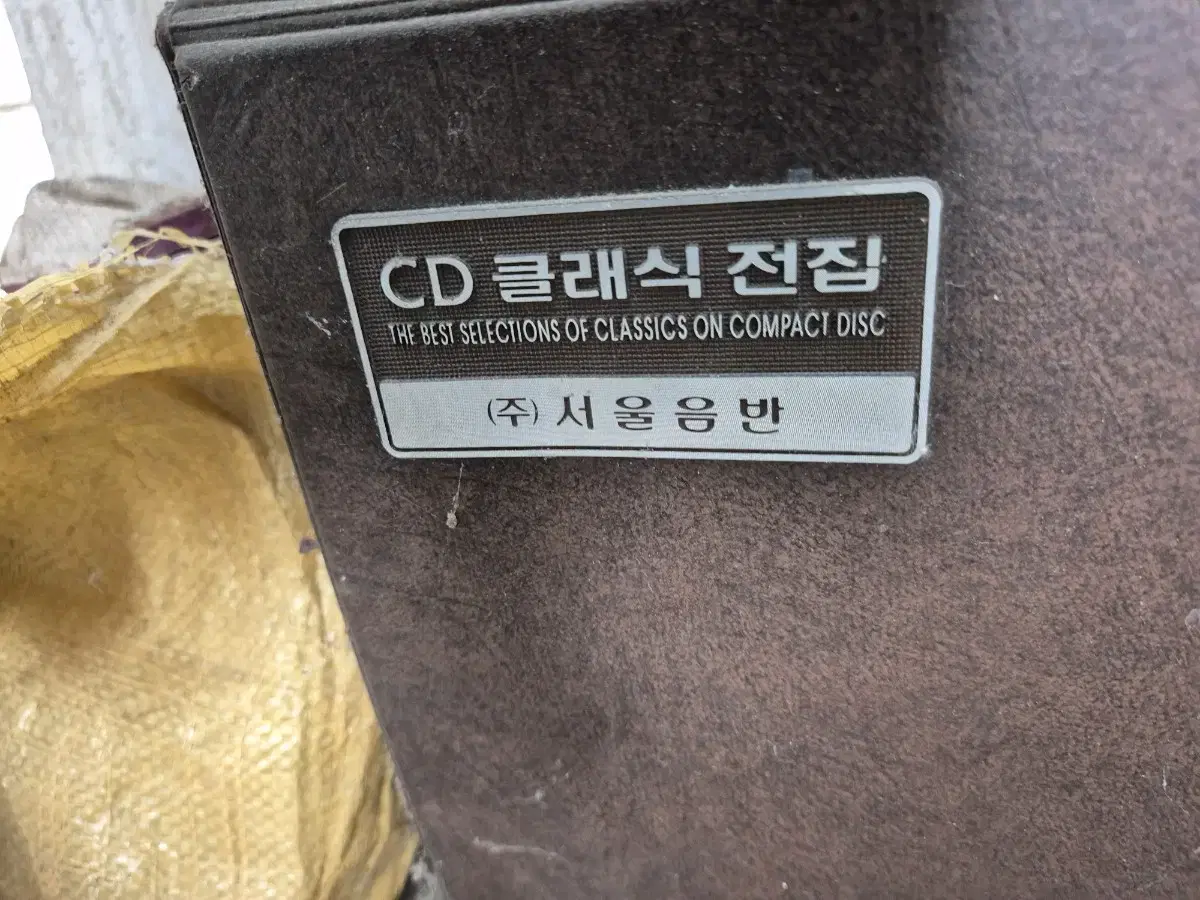 CD 클래식 전집
THE BEST SELECTIONS OF CLASSICS ON COMPACT DISC
(주) 서울음반